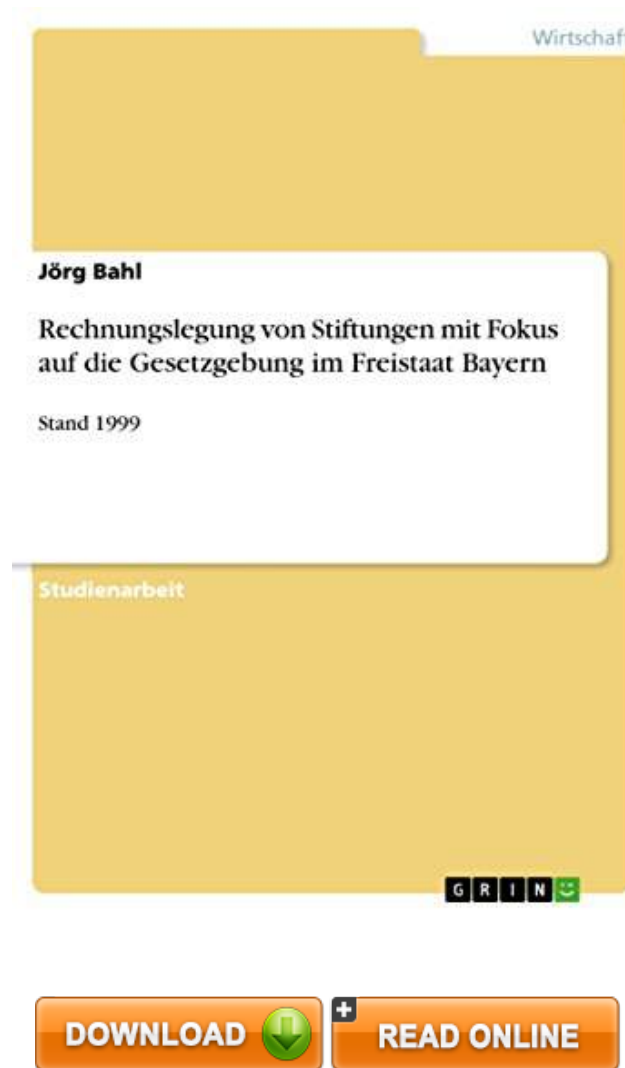 Wirtschaft
Jörg Bahl
Rechnungslegung von Stiftungen mit Fokus
auf die Gesetzgebung im Freistaat Bayern
Stand 1999
Studienarbeit
GRIN
DOWNLOAD
READ ONLINE